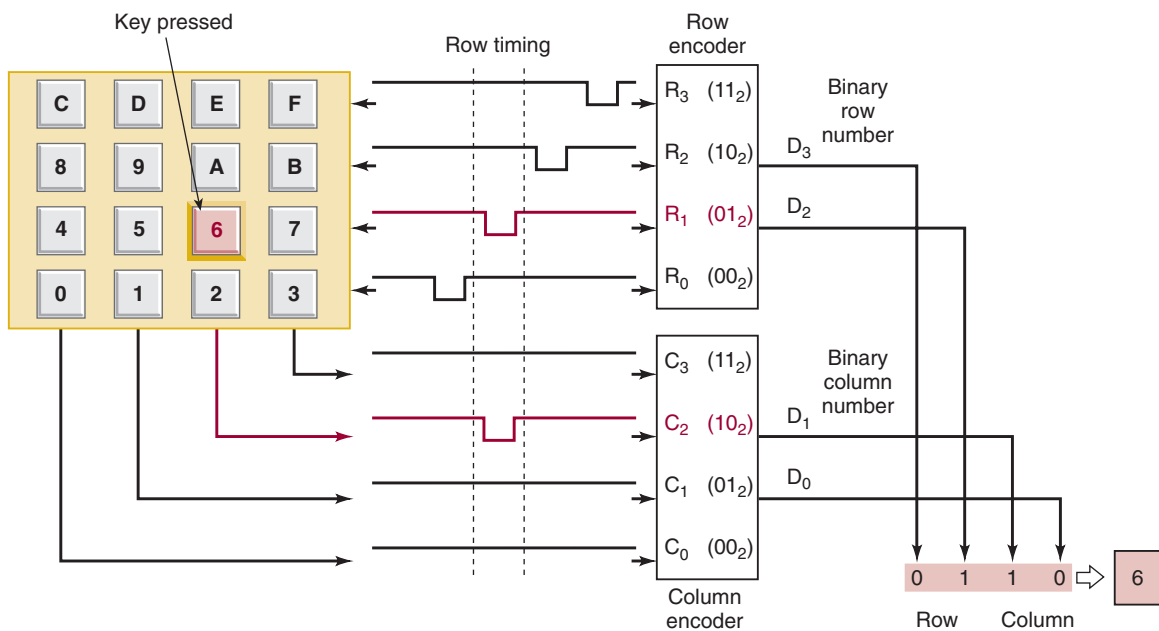 Key pressed
Row timing
Row
encoder
C D E F
8 9 A B
4 5 6 7
0 1 2 3
R3 (112)
R2 (102)
R1 (012)
R0 (002)
Binary
row
number
D3
D2
C3 (112)
C2 (102)
C1 (012)
C0 (002)
Binary
column
number
D1
D0
Column
encoder
0 1 1 0
6
Row Column